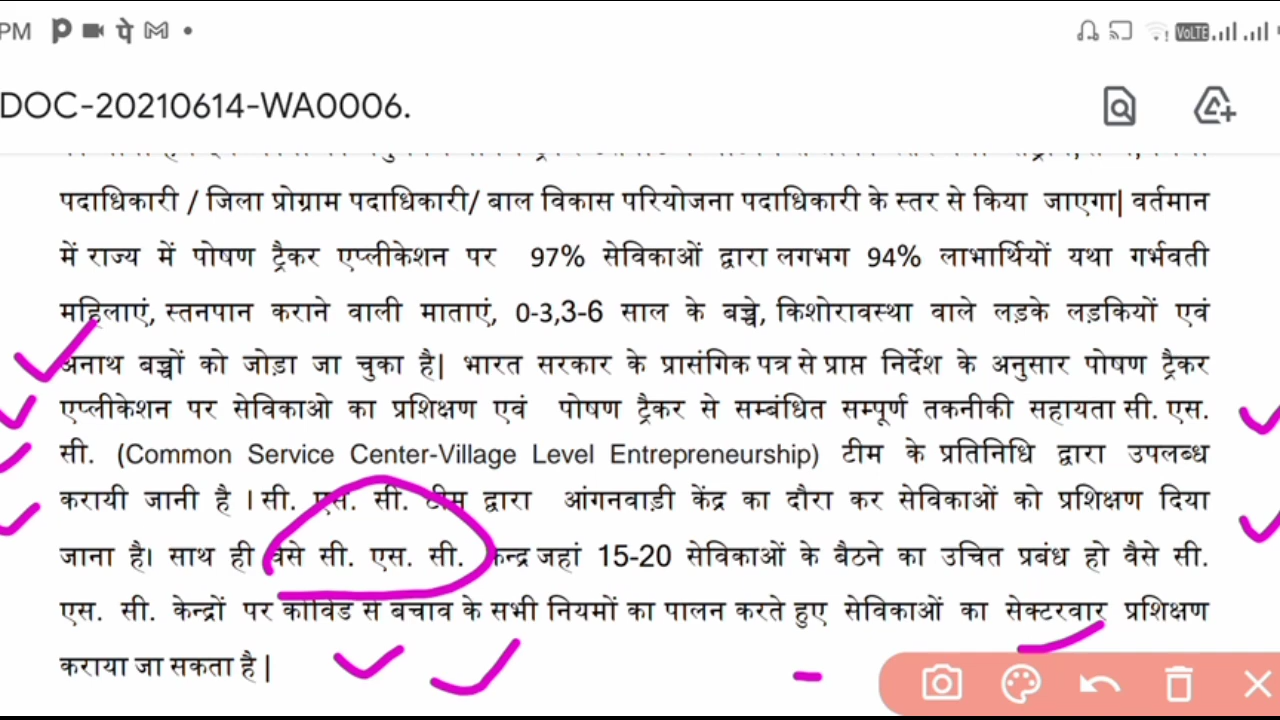 PM
VoLTE
DOC-20210614-WA0006.
पदाधिकारी / जिला प्रोग्राम पदाधिकारी/ बाल विकास परियोजना पदाधिकारी के स्तर से किया जाएगा| वर्तमान
में राज्य में पोषण ट्रैकर एप्लीकेशन पर 97% सेविकाओं द्वारा लगभग 94% लाभार्थियों यथा गर्भवती
महिलाएं, स्तनपान कराने वाली माताएं, 0-3,3-6 साल के बच्चे, किशोरावस्था वाले लड़के लड़कियों एवं
अनाथ बच्चों को जोड़ा जा चुका है| भारत सरकार के प्रासंगिक पत्र से प्राप्त निर्देश के अनुसार पोषण ट्रैकर
एप्लीकेशन पर सेविकाओ का प्रशिक्षण एवं पोषण ट्रैकर से सम्बंधित सम्पूर्ण तकनीकी सहायता सी. एस.
सी. (Common Service Center-Village Level Entrepreneurship) टीम के प्रतिनिधि द्वारा उपलब्ध
करायी जानी है । सी. एस. सी. टीम द्वारा आंगनवाड़ी केंद्र का दौरा कर सेविकाओं को प्रशिक्षण दिया
जाना है। साथ ही वैसे सी. एस. सी. केन्द्र जहां 15-20 सेविकाओं के बैठने का उचित प्रबंध हो वैसे सी.
एस. सी. केन्द्रों पर कोविड से बचाव के सभी नियमों का पालन करते हुए सेविकाओं का सेक्टरवार प्रशिक्षण
कराया जा सकता है |